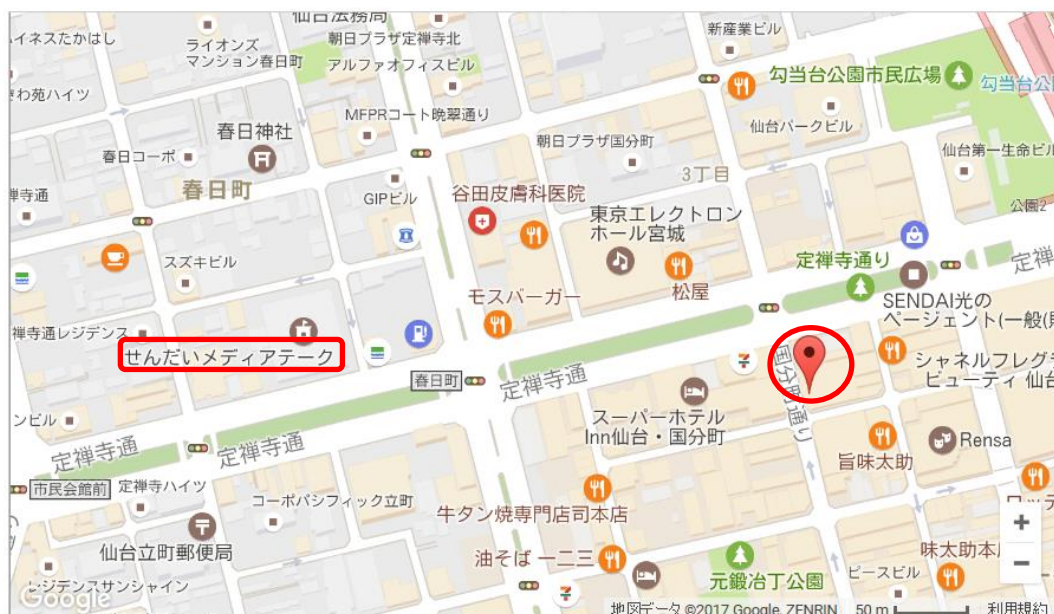 仙台法務局
新産業ビル
イネスたかはし
ライオンズ
マンション春日町
朝日プラザ定禅寺北
アルファオフィスビル
勾当台公園市民広場
勾当台公
きわ苑ハイツ
MFPRコート晩翠通り
春日神社
朝日プラザ国分町
仙台パークビル
春日コーポ
仙台第一生命ビル
3丁目
禅寺通
春日町
GIPビル
谷田皮膚科医院
東京エレクトロン
ホール宮城
公園2
スズキビル
定禅寺通り
定禅
モスバーガー
松屋
SENDAI光の
ページェント(一般(財
禅寺通レジデンス
せんだいメディアテーク
国分町通り
シャネルフレグラ
ビューティ 仙台
春日町
定禅寺通
スーパーホテル
Inn仙台・国分町
ンビル
定禅寺通
定禅寺通
Rensa
旨味太助
市民会館前
定禅寺ハイツ
コーポパシフィック立町
牛タン焼専門店司本店
ロッテ
仙台立町郵便局
油そば 一二三
味太助本店
レジデンスサンシャイン
元鍛冶丁公園
ピースビル
Google
地図データ ©2017 Google, ZENRIN
50 m
利用規約